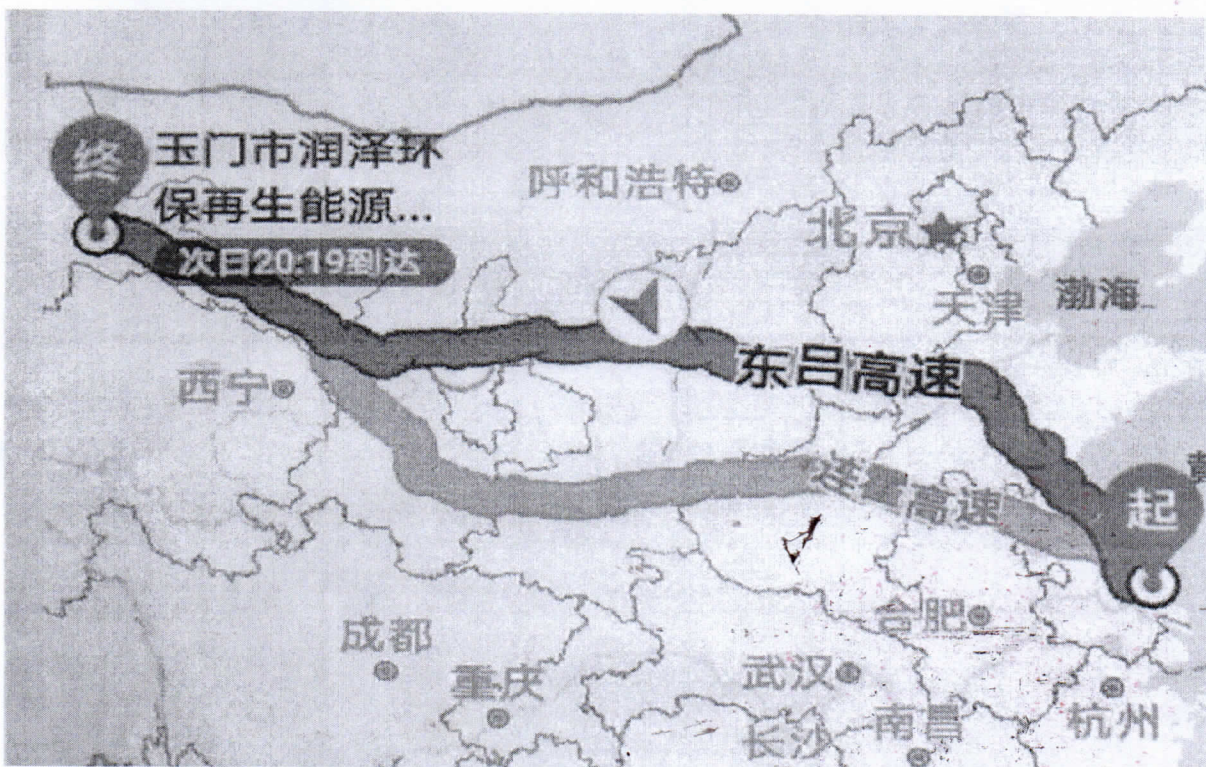 终
玉门市润泽环
保再生能源...
次日20:19到达
呼和浩特
北京
天津
渤海
西宁
东吕高速
连霍高速
起
成都
重庆
合肥
武汉
长沙
南昌
杭州